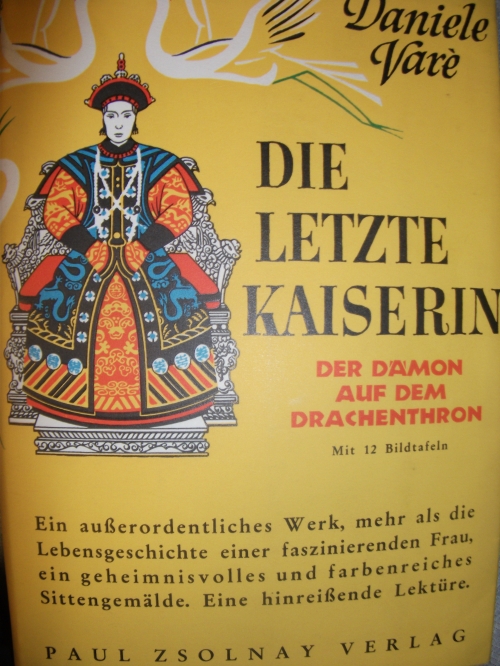 Daniele
Varè
DIE
LETZTE
KAISERIN
DER DÄMON
AUF DEM
DRACHENTHRON
Mit 12 Bildtafeln
Ein außerordentliches Werk, mehr als die
Lebensgeschichte einer faszinierenden Frau,
ein geheimnisvolles und farbenreiches
Sittengemälde. Eine hinreißende Lektüre.
PAUL ZSOLNAY VERLAG